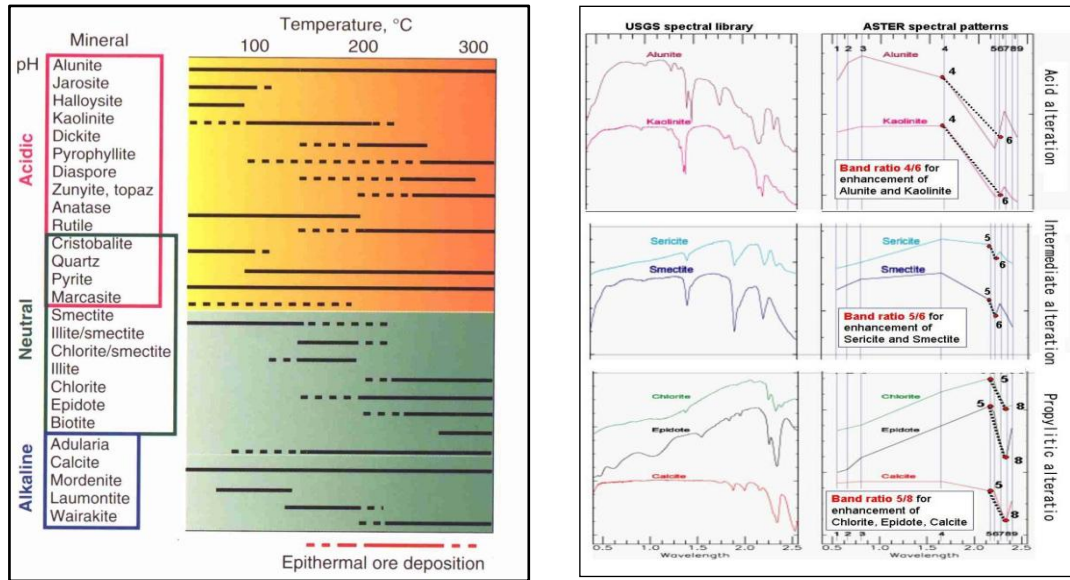 Temperature, °C
Mineral
100
200
300
pH
Acidic
Neutral
Alkaline
Alunite
Jarosite
Halloysite
Kaolinite
Dickite
Pyrophyllite
Diaspore
Zunyite, topaz
Anatase
Rutile
Cristobalite
Quartz
Pyrite
Marcasite
Smectite
Illite/smectite
Chlorite/smectite
Illite
Chlorite
Epidote
Biotite
Adularia
Calcite
Mordenite
Laumontite
Wairakite
Epithermal ore deposition
USGS spectral library
ASTER spectral patterns
1 2 3 4 56789
Alunite
Kaolinite
Alunite
4
6
Kaolinite
4
6
Band ratio 4/6 for
enhancement of
Alunite and Kaolinite
Acid alteration
Sericite
Smectite
Sericite
5
6
Smectite
5
6
Band ratio 5/6 for
enhancement of
Sericite and Smectite
Intermediate alteration
Chlorite
Epidote
Calcite
Chlorite
5
8
Epidote
5
8
Calcite
5
8
Band ratio 5/8 for
enhancement of
Chlorite, Epidote, Calcite
Propylitic alteratio
1 2 3 4 56789
0.5 1.0 1.5 2.0 2.5
Wavelength
0.5 1.0 1.5 2.0 2.5
Wavelength